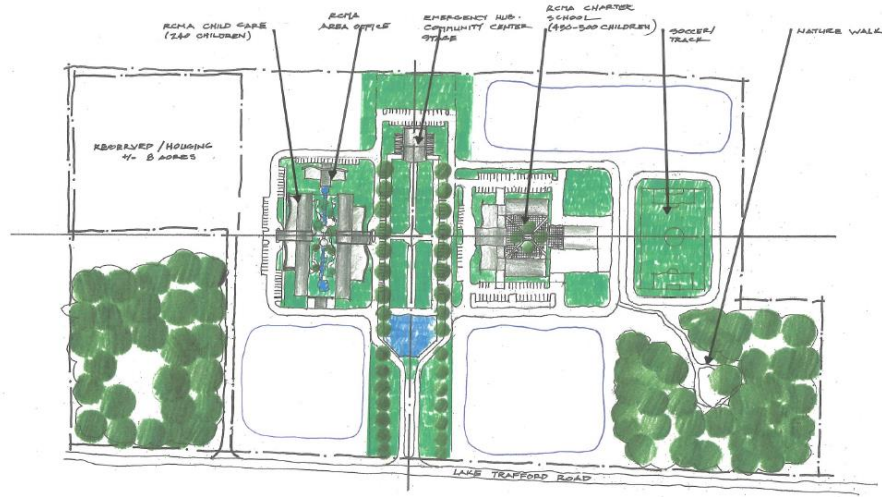 RCMA CHILD CARE
(240 CHILDREN)
RCMA
AREA OFFICE
EMERGENCY HUB.
COMMUNITY CENTER
STAGE
RCMA CHARTER
SCHOOL
(450-500 CHILDREN)
SOCCER/
TRACK
NATURE WALK
RESERVED/HOUSING
+/- 8 ACRES
LAKE TRAFFORD ROAD